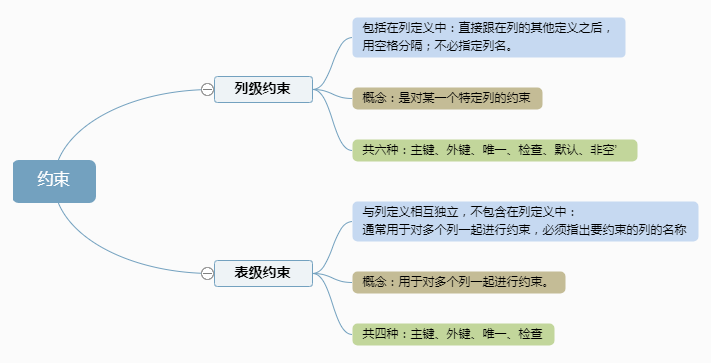 约束
列级约束
包括在列定义中：直接跟在列的其他定义之后，
用空格分隔；不必指定列名。
概念：是对某一个特定列的约束
共六种：主键、外键、唯一、检查、默认、非空'
表级约束
与列定义相互独立，不包含在列定义中：
通常用于对多个列一起进行约束，必须指出要约束的列的名称
概念：用于对多个列一起进行约束。
共四种：主键、外键、唯一、检查